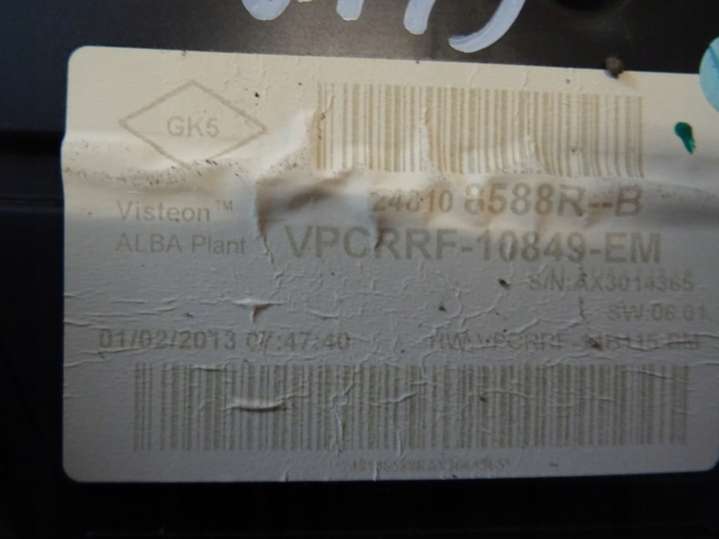 GK5
24810 8588R--B
Visteon™
ALBA Plant VPCRRF-10849-EM
S/N:AX3014365
SW:06.01
01/02/2013 07:47:40